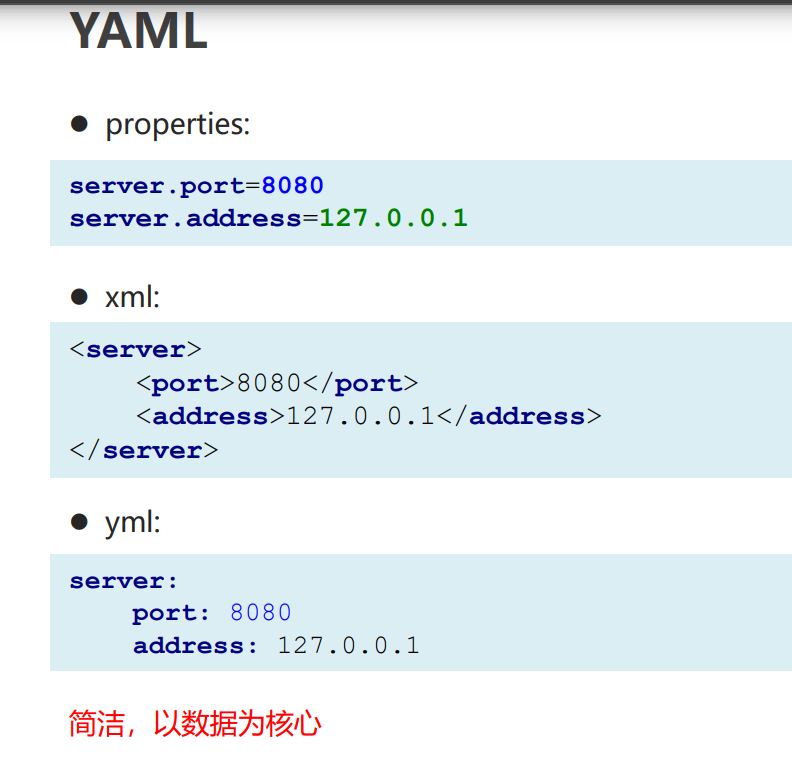 YAML
● properties:
server.port=8080
server.address=127.0.0.1
● xml:
<server>
    <port>8080</port>
    <address>127.0.0.1</address>
</server>
● yml:
server:
    port: 8080
    address: 127.0.0.1
简洁，以数据为核心